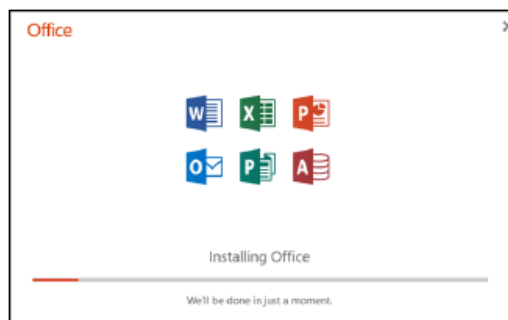 Office
W X P
O P A
Installing Office
We'll be done in just a moment.